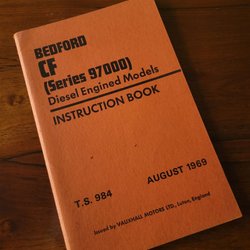 BEDFORD
CF
(Series 97000)
Diesel Engined Models
INSTRUCTION BOOK
T.S. 984 AUGUST 1969
Issued by VAUXHALL MOTORS LTD., Luton, England